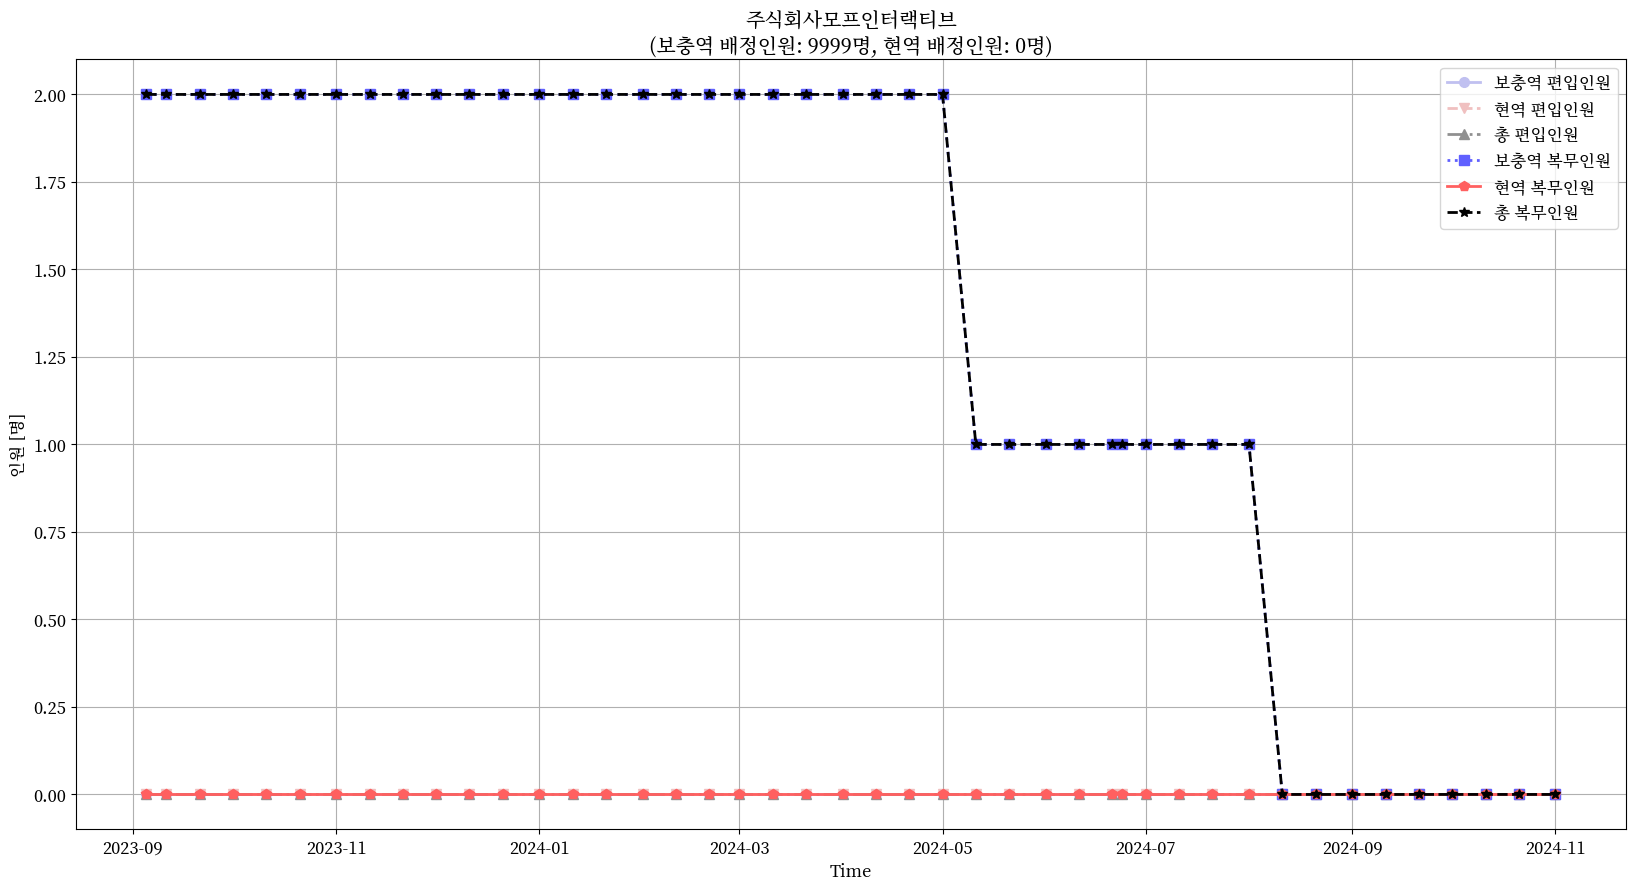 주식회사모프인터랙티브
(보충역 배정인원: 9999명, 현역 배정인원: 0명)
보충역 편입인원
현역 편입인원
총 편입인원
보충역 복무인원
현역 복무인원
총 복무인원
2.00
1.75
1.50
1.25
1.00
0.75
0.50
0.25
0.00
인원 [명]
2023-09
2023-11
2024-01
2024-03
2024-05
2024-07
2024-09
2024-11
Time